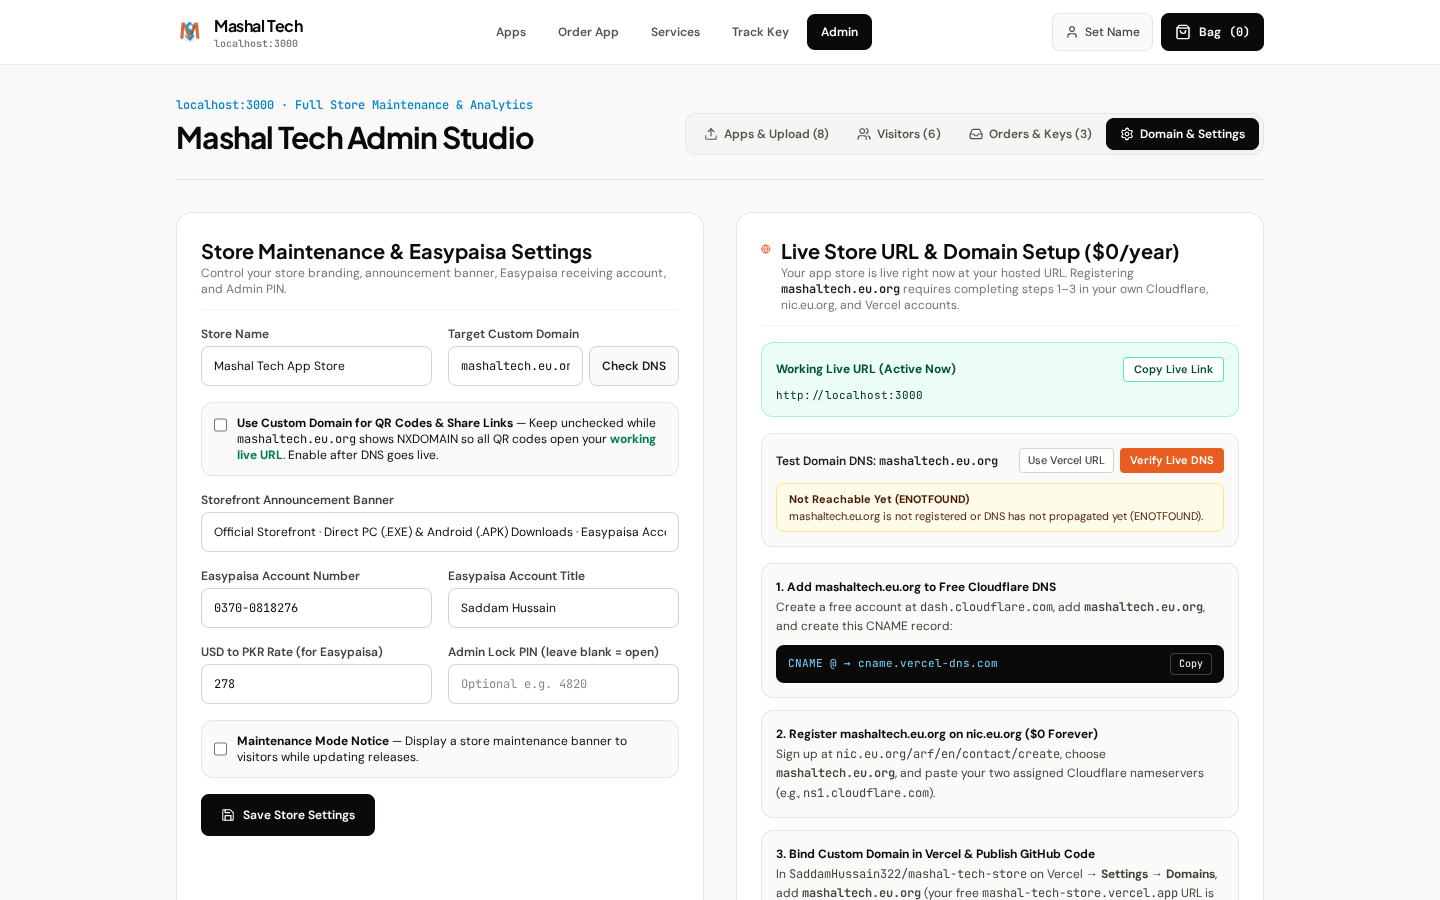 Mashal Tech
localhost:3000
Apps
Order App
Services
Track Key
Admin
Set Name
Bag (0)
localhost:3000 · Full Store Maintenance & Analytics
Mashal Tech Admin Studio
Apps & Upload (8)
Visitors (6)
Orders & Keys (3)
Domain & Settings
Store Maintenance & Easypaisa Settings
Control your store branding, announcement banner, Easypaisa receiving account,
and Admin PIN.
Store Name
Mashal Tech App Store
Target Custom Domain
mashaltech.eu.or
Check DNS
Use Custom Domain for QR Codes & Share Links — Keep unchecked while
mashaltech.eu.org shows NXDOMAIN so all QR codes open your working
live URL. Enable after DNS goes live.
Storefront Announcement Banner
Official Storefront · Direct PC (.EXE) & Android (.APK) Downloads · Easypaisa Acc
Easypaisa Account Number
0370-0818276
Easypaisa Account Title
Saddam Hussain
USD to PKR Rate (for Easypaisa)
278
Admin Lock PIN (leave blank = open)
Optional e.g. 4820
Maintenance Mode Notice — Display a store maintenance banner to
visitors while updating releases.
Save Store Settings
Live Store URL & Domain Setup ($0/year)
Your app store is live right now at your hosted URL. Registering
mashaltech.eu.org requires completing steps 1–3 in your own Cloudflare,
nic.eu.org, and Vercel accounts.
Working Live URL (Active Now)
Copy Live Link
http://localhost:3000
Test Domain DNS: mashaltech.eu.org
Use Vercel URL
Verify Live DNS
Not Reachable Yet (ENOTFOUND)
mashaltech.eu.org is not registered or DNS has not propagated yet (ENOTFOUND).
1. Add mashaltech.eu.org to Free Cloudflare DNS
Create a free account at dash.cloudflare.com, add mashaltech.eu.org,
and create this CNAME record:
CNAME @ → cname.vercel-dns.com
Copy
2. Register mashaltech.eu.org on nic.eu.org ($0 Forever)
Sign up at nic.eu.org/arf/en/contact/create, choose
mashaltech.eu.org, and paste your two assigned Cloudflare nameservers
(e.g., ns1.cloudflare.com).
3. Bind Custom Domain in Vercel & Publish GitHub Code
In SaddamHussain322/mashal-tech-store on Vercel → Settings → Domains,
add mashaltech.eu.org (your free mashal-tech-store.vercel.app URL is